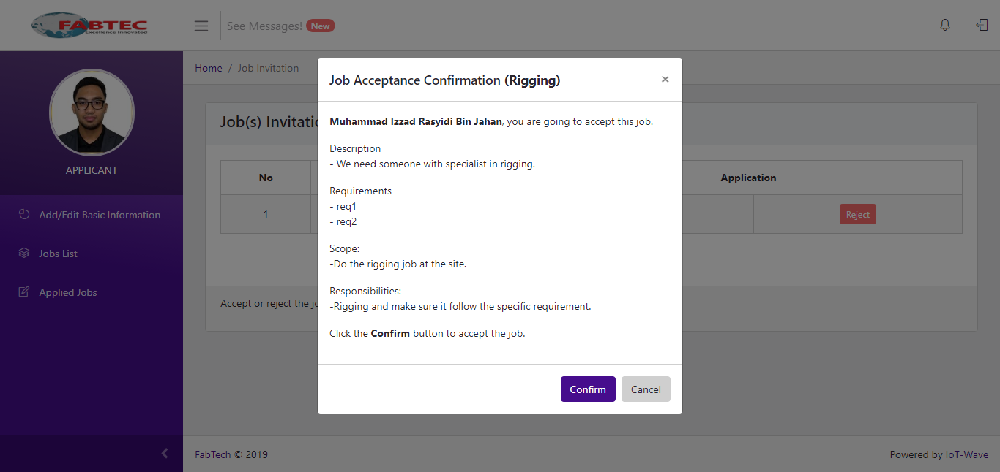 FABTEC
Excellence Innovated
See Messages! New
APPLICANT
Add/Edit Basic Information
Jobs List
Applied Jobs
Home / Job Invitation
Job(s) Invitatio
No
Application
1
Reject
Accept or reject the jo
Job Acceptance Confirmation (Rigging)
×
Muhammad Izzad Rasyidi Bin Jahan, you are going to accept this job.
Description
- We need someone with specialist in rigging.
Requirements
- req1
- req2
Scope:
-Do the rigging job at the site.
Responsibilities:
-Rigging and make sure it follow the specific requirement.
Click the Confirm button to accept the job.
Confirm
Cancel
FabTech © 2019
Powered by IoT-Wave